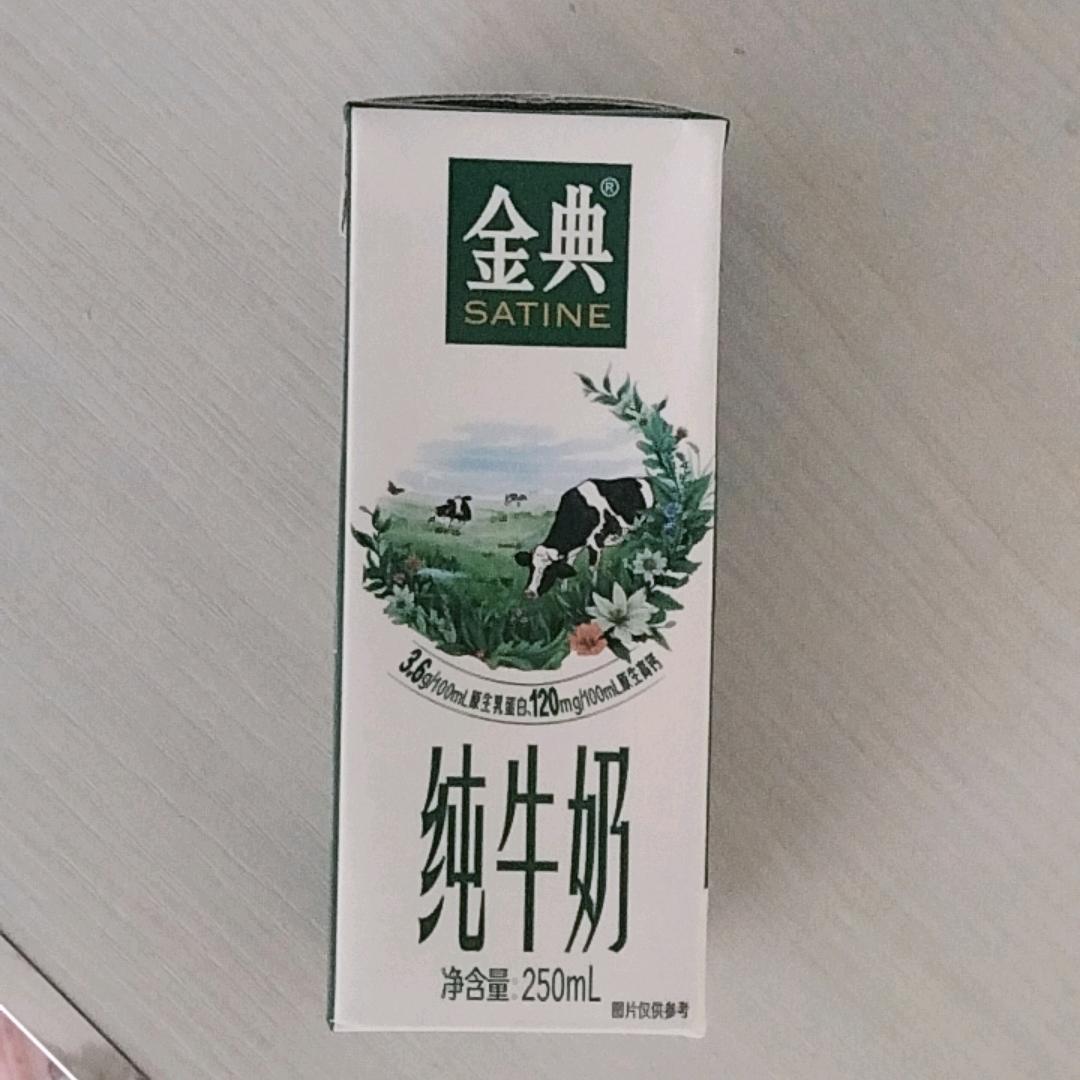 金典®
SATINE
3.6g/100mL原生乳蛋白、120mg/100mL原生高钙
纯牛奶
净含量:250mL
图片仅供参考